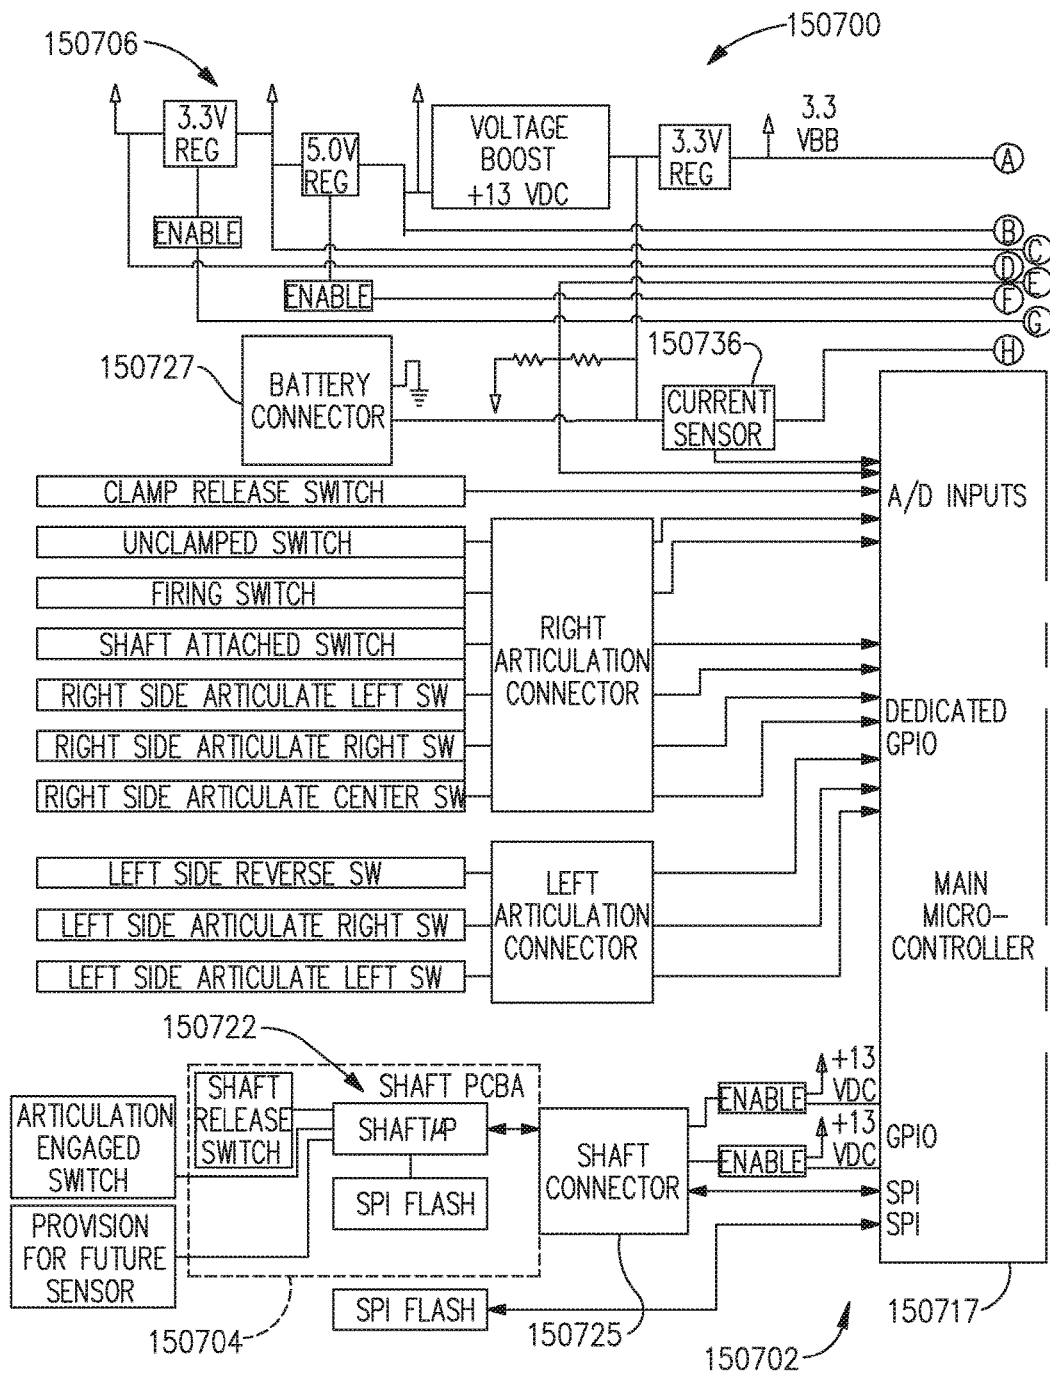 150706
150700
3.3V
REG
5.0V
REG
VOLTAGE
BOOST
+13 VDC
3.3V
REG
3.3
VBB
A
B
C
D
E
F
G
H
ENABLE
ENABLE
150727
BATTERY
CONNECTOR
150736
CURRENT
SENSOR
CLAMP RELEASE SWITCH
A/D INPUTS
UNCLAMPED SWITCH
FIRING SWITCH
SHAFT ATTACHED SWITCH
RIGHT SIDE ARTICULATE LEFT SW
RIGHT SIDE ARTICULATE RIGHT SW
RIGHT SIDE ARTICULATE CENTER SW
RIGHT
ARTICULATION
CONNECTOR
DEDICATED
GPIO
LEFT SIDE REVERSE SW
LEFT SIDE ARTICULATE RIGHT SW
LEFT SIDE ARTICULATE LEFT SW
LEFT
ARTICULATION
CONNECTOR
MAIN
MICRO-
CONTROLLER
150722
SHAFT PCBA
SHAFT
RELEASE
SWITCH
SHAFT/µP
SPI FLASH
ARTICULATION
ENGAGED
SWITCH
PROVISION
FOR FUTURE
SENSOR
SHAFT
CONNECTOR
ENABLE
+13
VDC
ENABLE
+13
VDC
GPIO
SPI
SPI
SPI FLASH
150704
150725
150702
150717